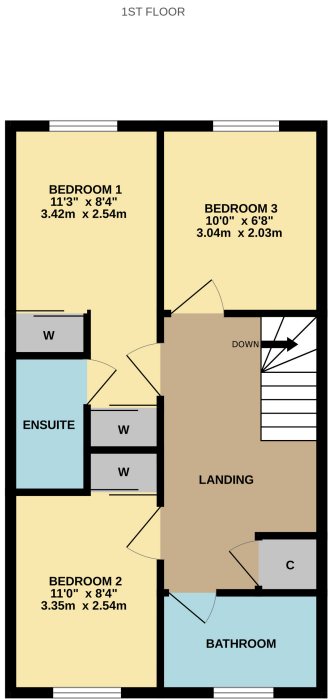 1ST FLOOR
BEDROOM 1
11'3" x 8'4"
3.42m x 2.54m
BEDROOM 3
10'0" x 6'8"
3.04m x 2.03m
W
DOWN
ENSUITE
W
W
LANDING
C
BEDROOM 2
11'0" x 8'4"
3.35m x 2.54m
BATHROOM